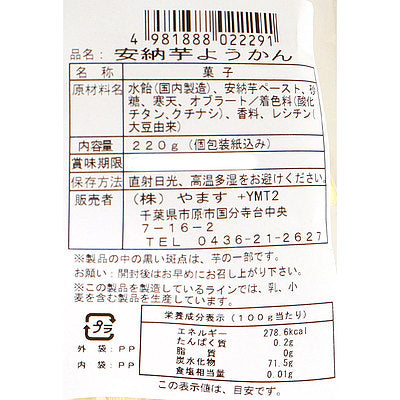 4 981888 022291
品名： 安納芋ようかん
名称 菓子
原材料名 水飴（国内製造）、安納芋ペースト、砂
糖、寒天、オブラート／着色料（酸化
チタン、クチナシ）、香料、レシチン（
大豆由来）
内容量 220g（個包装紙込み）
賞味期限
保存方法 直射日光、高温多湿をお避けください。
販売者 （株）やます +YMT2
千葉県市原市国分寺台中央
7－16－2
TEL 0436-21-2627
※製品の中の黒い斑点は、芋の一部です。
お願い：開封後はお早めにお召し上がり下さい。
※この製品を製造しているラインでは、乳、小
麦を含む製品も生産しています。
プラ
外 袋：PP
内 袋：PP
栄養成分表示（100g当たり）
エネルギー 278.6kcal
たんぱく質 0.2g
脂質 0g
炭水化物 71.5g
食塩相当量 0.01g
この表示値は、目安です。